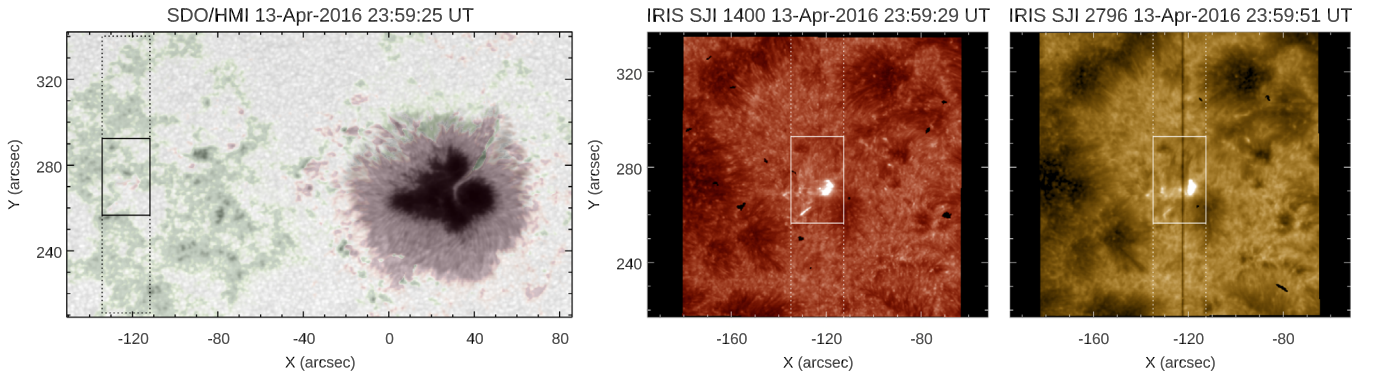 SDO/HMI 13-Apr-2016 23:59:25 UT
320
280
240
Y (arcsec)
-120
-80
-40
0
40
80
X (arcsec)
IRIS SJI 1400 13-Apr-2016 23:59:29 UT
320
280
240
Y (arcsec)
-160
-120
-80
X (arcsec)
IRIS SJI 2796 13-Apr-2016 23:59:51 UT
-160
-120
-80
X (arcsec)